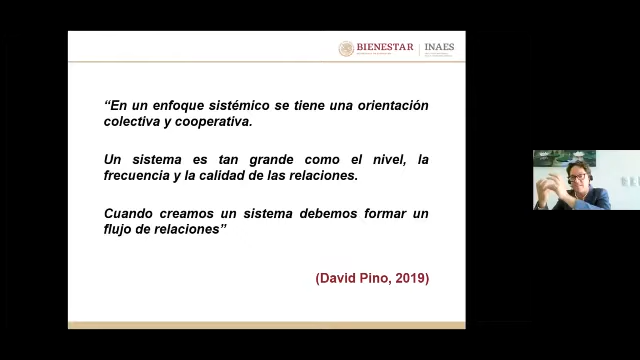 BIENESTAR
INAES
“En un enfoque sistémico se tiene una orientación
colectiva y cooperativa.
Un sistema es tan grande como el nivel, la
frecuencia y la calidad de las relaciones.
Cuando creamos un sistema debemos formar un
flujo de relaciones”
(David Pino, 2019)